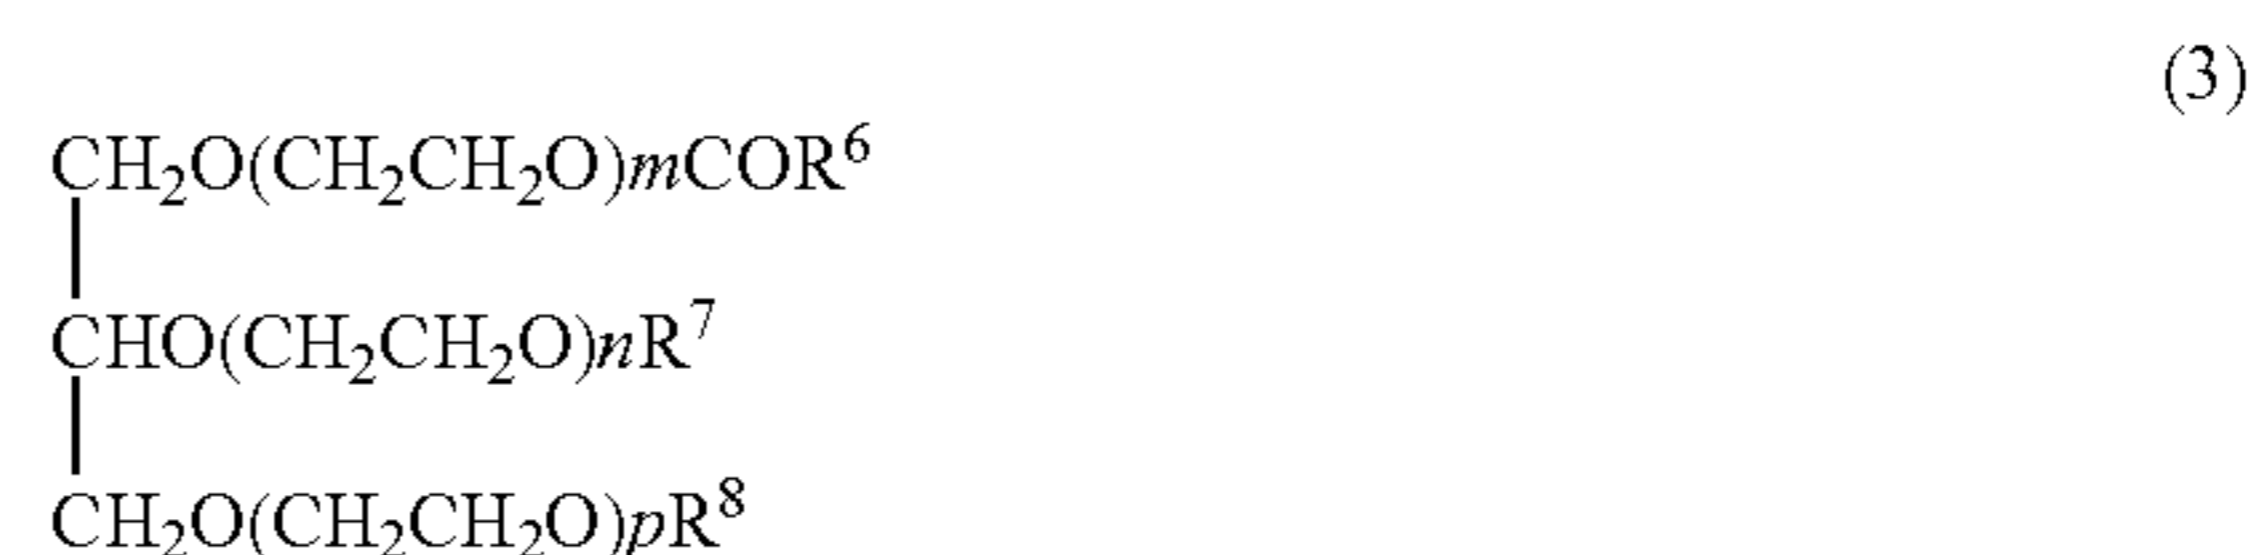 (3)
CH₂O(CH₂CH₂O)mCOR⁶
CHO(CH₂CH₂O)nR⁷
CH₂O(CH₂CH₂O)pR⁸